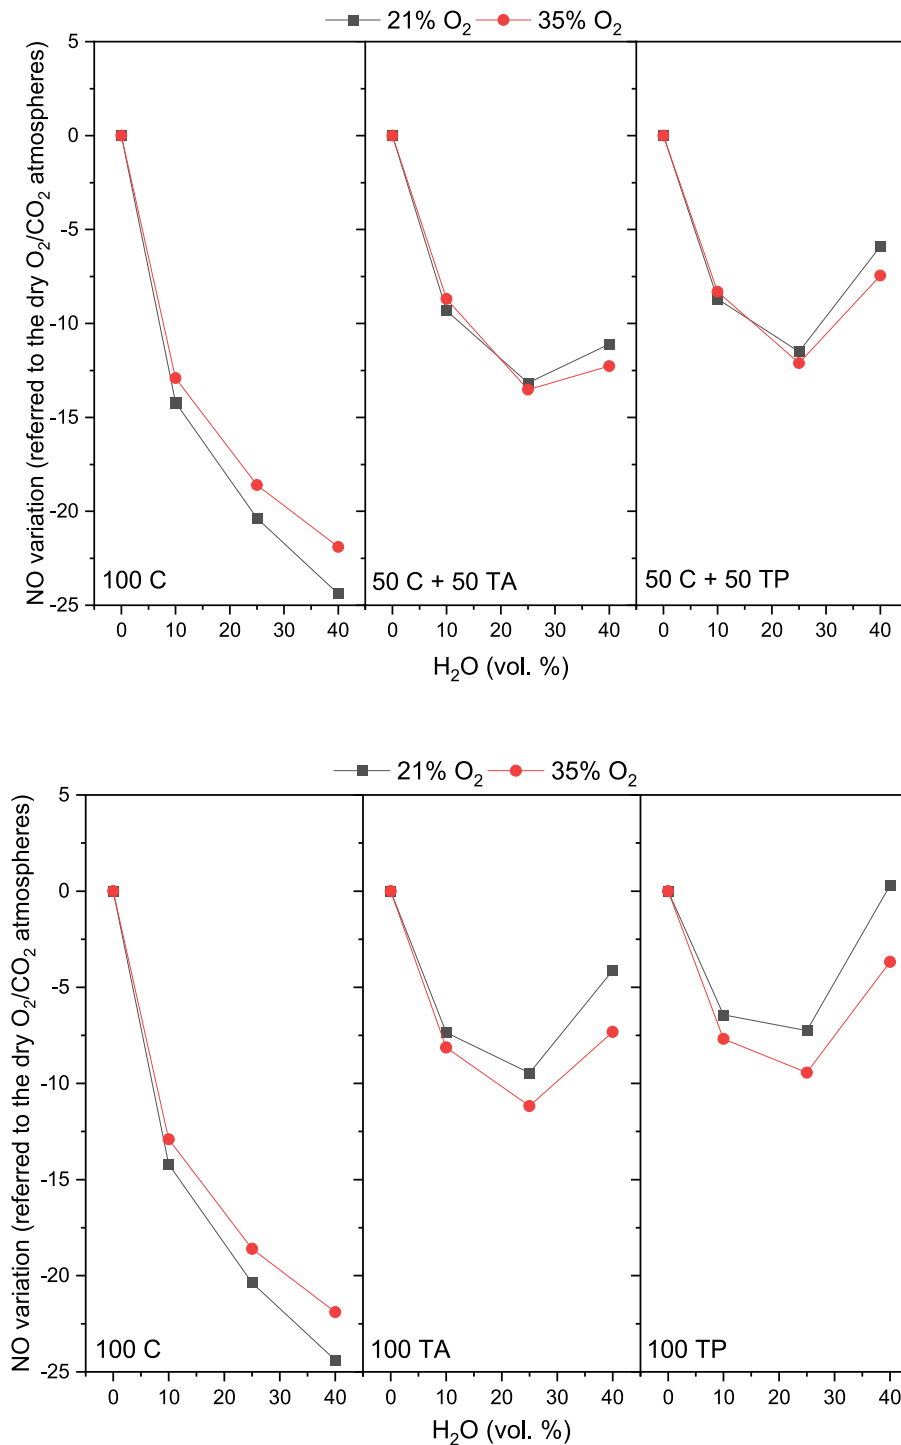 21% O₂ 35% O₂
NO variation (referred to the dry O₂/CO₂ atmospheres)
5
0
-5
-10
-15
-20
-25
100 C
50 C + 50 TA
50 C + 50 TP
0 10 20 30 40 0 10 20 30 40 0 10 20 30 40
H₂O (vol. %)
21% O₂ 35% O₂
NO variation (referred to the dry O₂/CO₂ atmospheres)
5
0
-5
-10
-15
-20
-25
100 C
100 TA
100 TP
0 10 20 30 40 0 10 20 30 40 0 10 20 30 40
H₂O (vol. %)